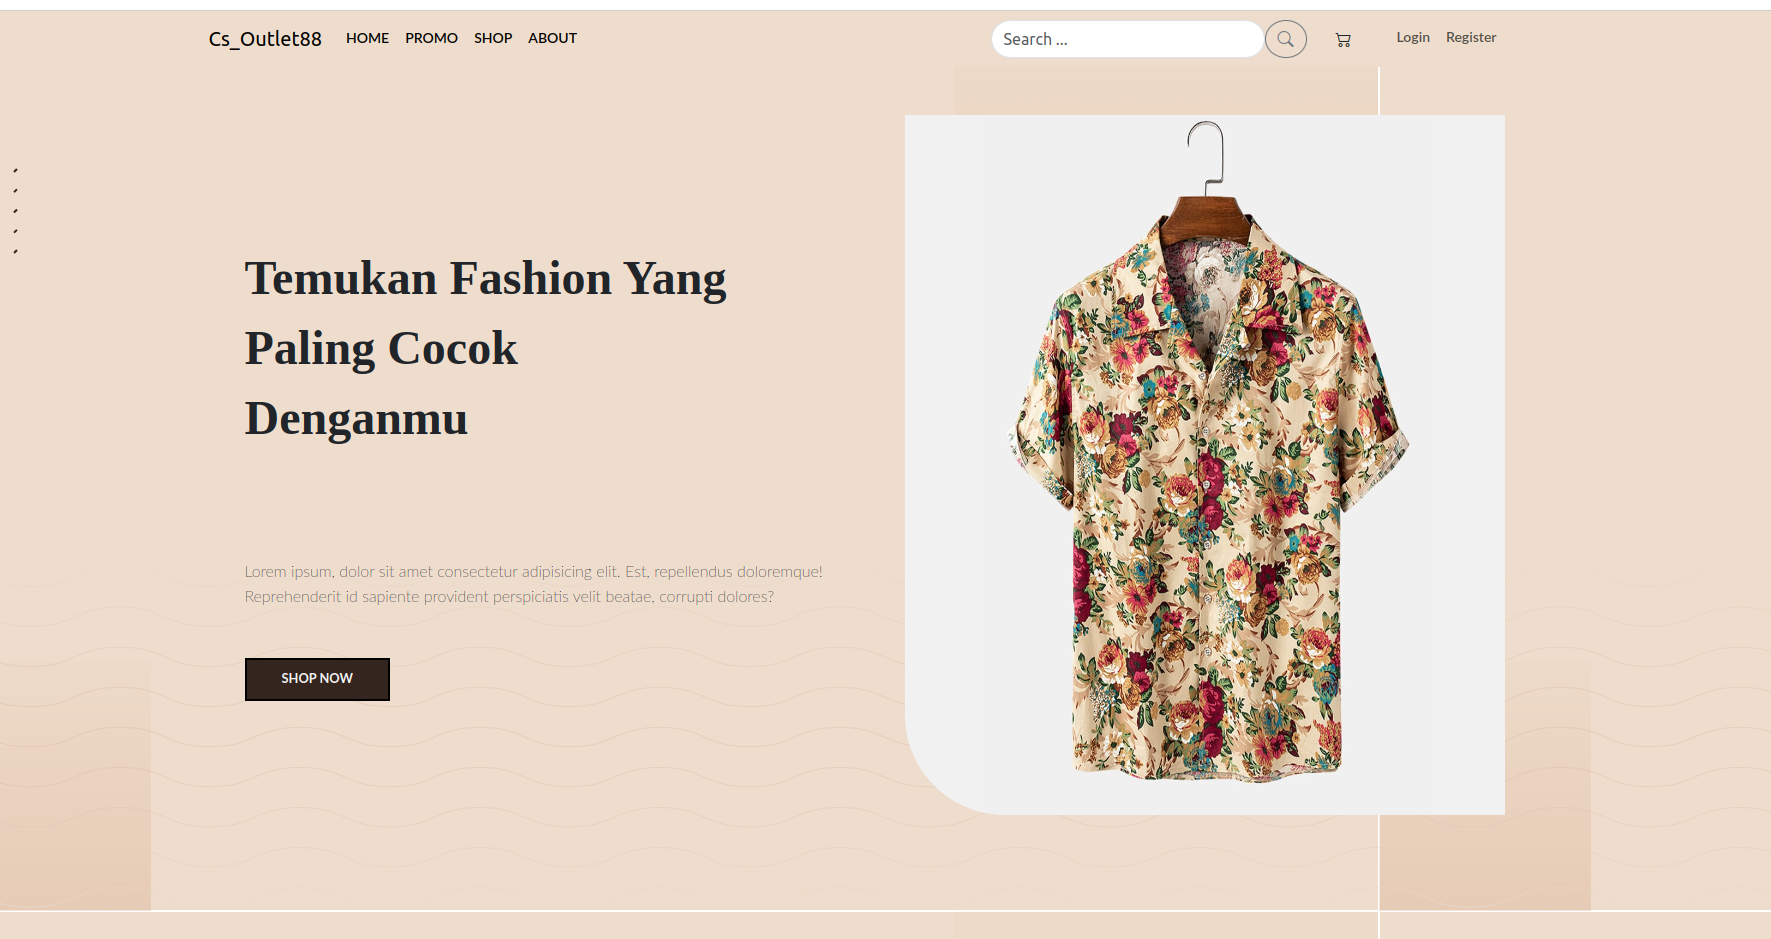 Cs_Outlet88 HOME PROMO SHOP ABOUT Search ... Login Register
Temukan Fashion Yang
Paling Cocok
Denganmu
Lorem ipsum, dolor sit amet consectetur adipisicing elit. Est, repellendus doloremque!
Reprehenderit id sapiente provident perspiciatis velit beatae, corrupti dolores?
SHOP NOW